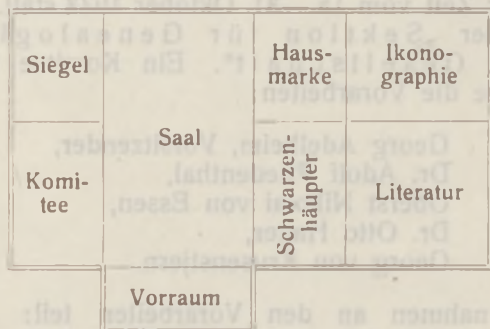 Siegel
Komi-
tee
Saal
Haus-
marke
Schwarzen-
häupter
Ikono-
graphie
Literatur
Vorraum